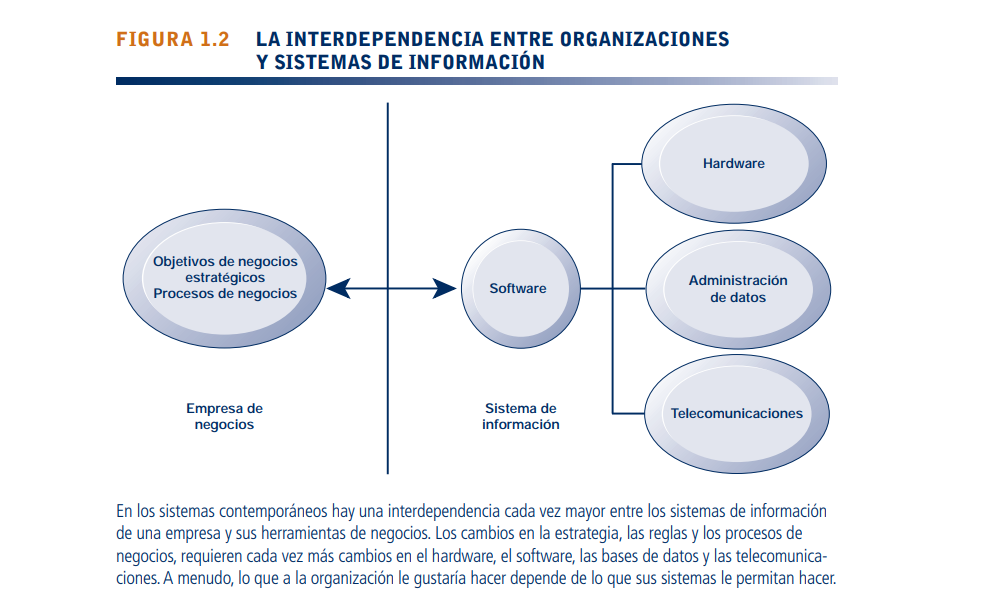 FIGURA 1.2 LA INTERDEPENDENCIA ENTRE ORGANIZACIONES
Y SISTEMAS DE INFORMACIÓN
Hardware
Objetivos de negocios
estratégicos
Procesos de negocios
Software
Administración
de datos
Telecomunicaciones
Empresa de
negocios
Sistema de
información
En los sistemas contemporáneos hay una interdependencia cada vez mayor entre los sistemas de información
de una empresa y sus herramientas de negocios. Los cambios en la estrategia, las reglas y los procesos de
negocios, requieren cada vez más cambios en el hardware, el software, las bases de datos y las telecomunica-
ciones. A menudo, lo que a la organización le gustaría hacer depende de lo que sus sistemas le permitan hacer.